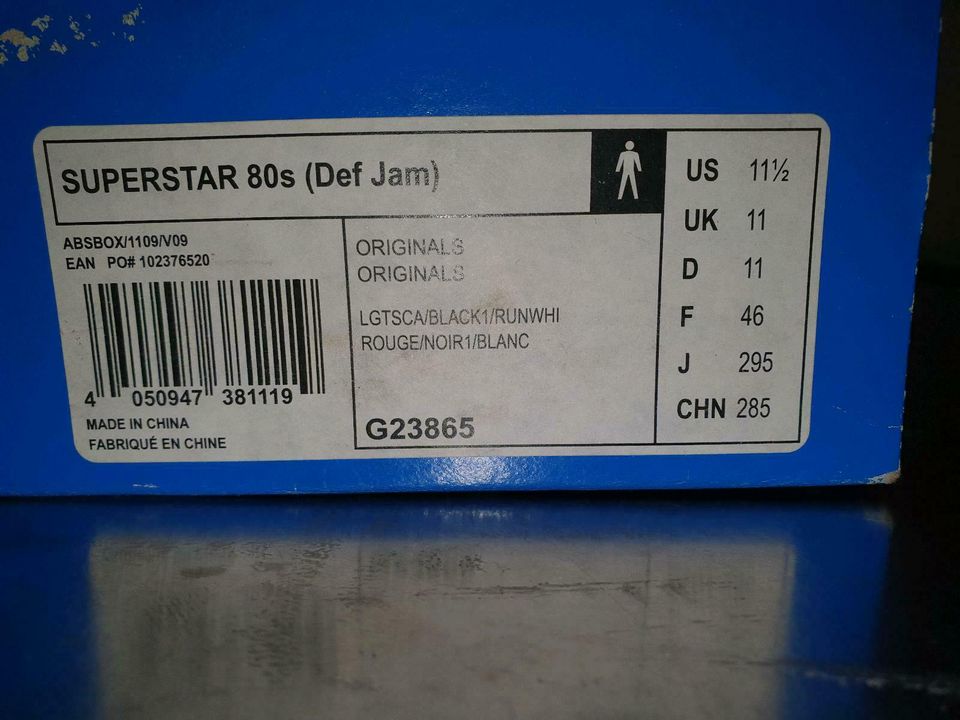 SUPERSTAR 80s (Def Jam)
ABSBOX/1109/V09
EAN PO# 102376520
4 050947 381119
MADE IN CHINA
FABRIQUÉ EN CHINE
ORIGINALS
ORIGINALS
LGTSCA/BLACK1/RUNWHI
ROUGE/NOIR1/BLANC
G23865
US 11½
UK 11
D 11
F 46
J 295
CHN 285